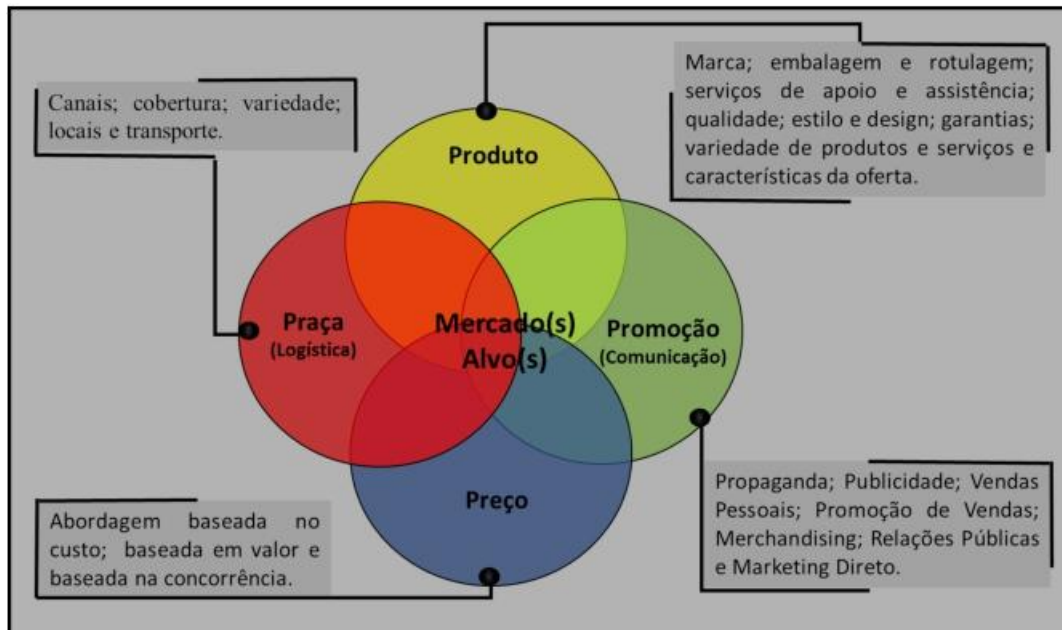 Canais; cobertura; variedade;
locais e transporte.
Marca; embalagem e rotulagem;
serviços de apoio e assistência;
qualidade; estilo e design; garantias;
variedade de produtos e serviços e
características da oferta.
Produto
Praça
(Logística)
Mercado(s)
Alvo(s)
Promoção
(Comunicação)
Preço
Abordagem baseada no
custo; baseada em valor e
baseada na concorrência.
Propaganda; Publicidade; Vendas
Pessoais; Promoção de Vendas;
Merchandising; Relações Públicas
e Marketing Direto.